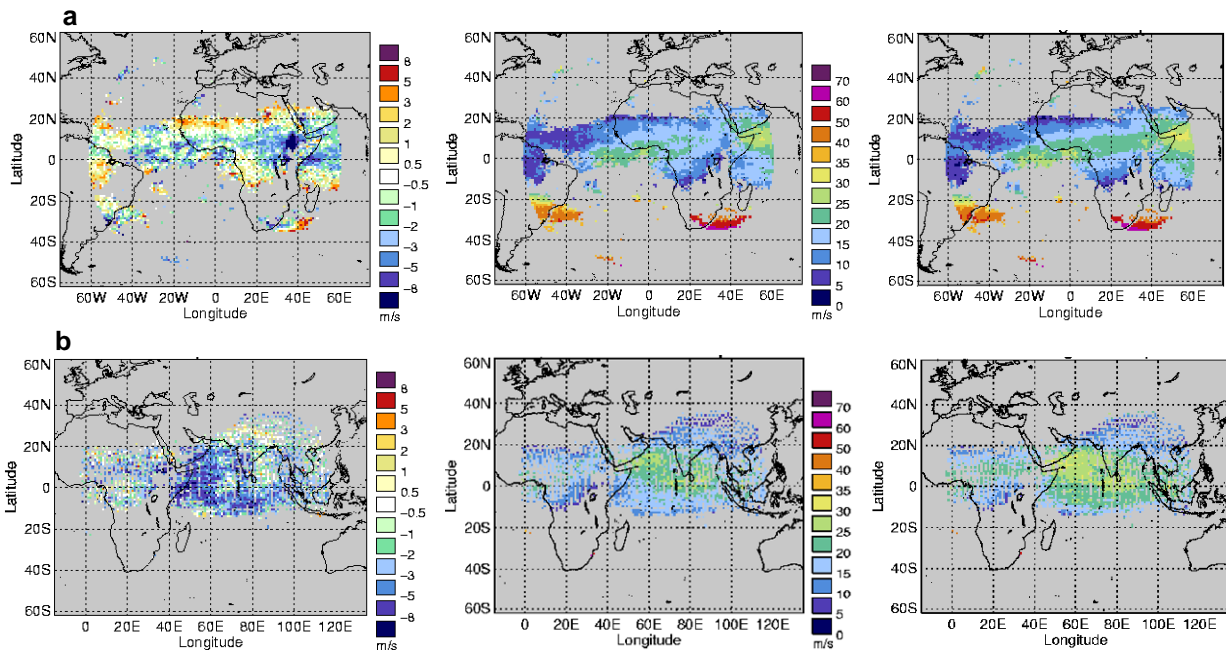 a
60N
40N
20N
0
20S
40S
60S
Latitude
60W 40W 20W 0 20E 40E 60E
Longitude
8
5
3
2
1
0.5
−0.5
−1
−2
−3
−5
−8
m/s
60N
40N
20N
0
20S
40S
60S
Latitude
60W 40W 20W 0 20E 40E 60E
Longitude
70
60
50
40
35
30
25
20
15
10
5
0
m/s
60N
40N
20N
0
20S
40S
60S
Latitude
60W 40W 20W 0 20E 40E 60E
Longitude
b
60N
40N
20N
0
20S
40S
60S
Latitude
0 20E 40E 60E 80E 100E 120E
Longitude
8
5
3
2
1
0.5
−0.5
−1
−2
−3
−5
−8
m/s
60N
40N
20N
0
20S
40S
60S
Latitude
0 20E 40E 60E 80E 100E 120E
Longitude
70
60
50
40
35
30
25
20
15
10
5
0
m/s
60N
40N
20N
0
20S
40S
60S
Latitude
0 20E 40E 60E 80E 100E 120E
Longitude